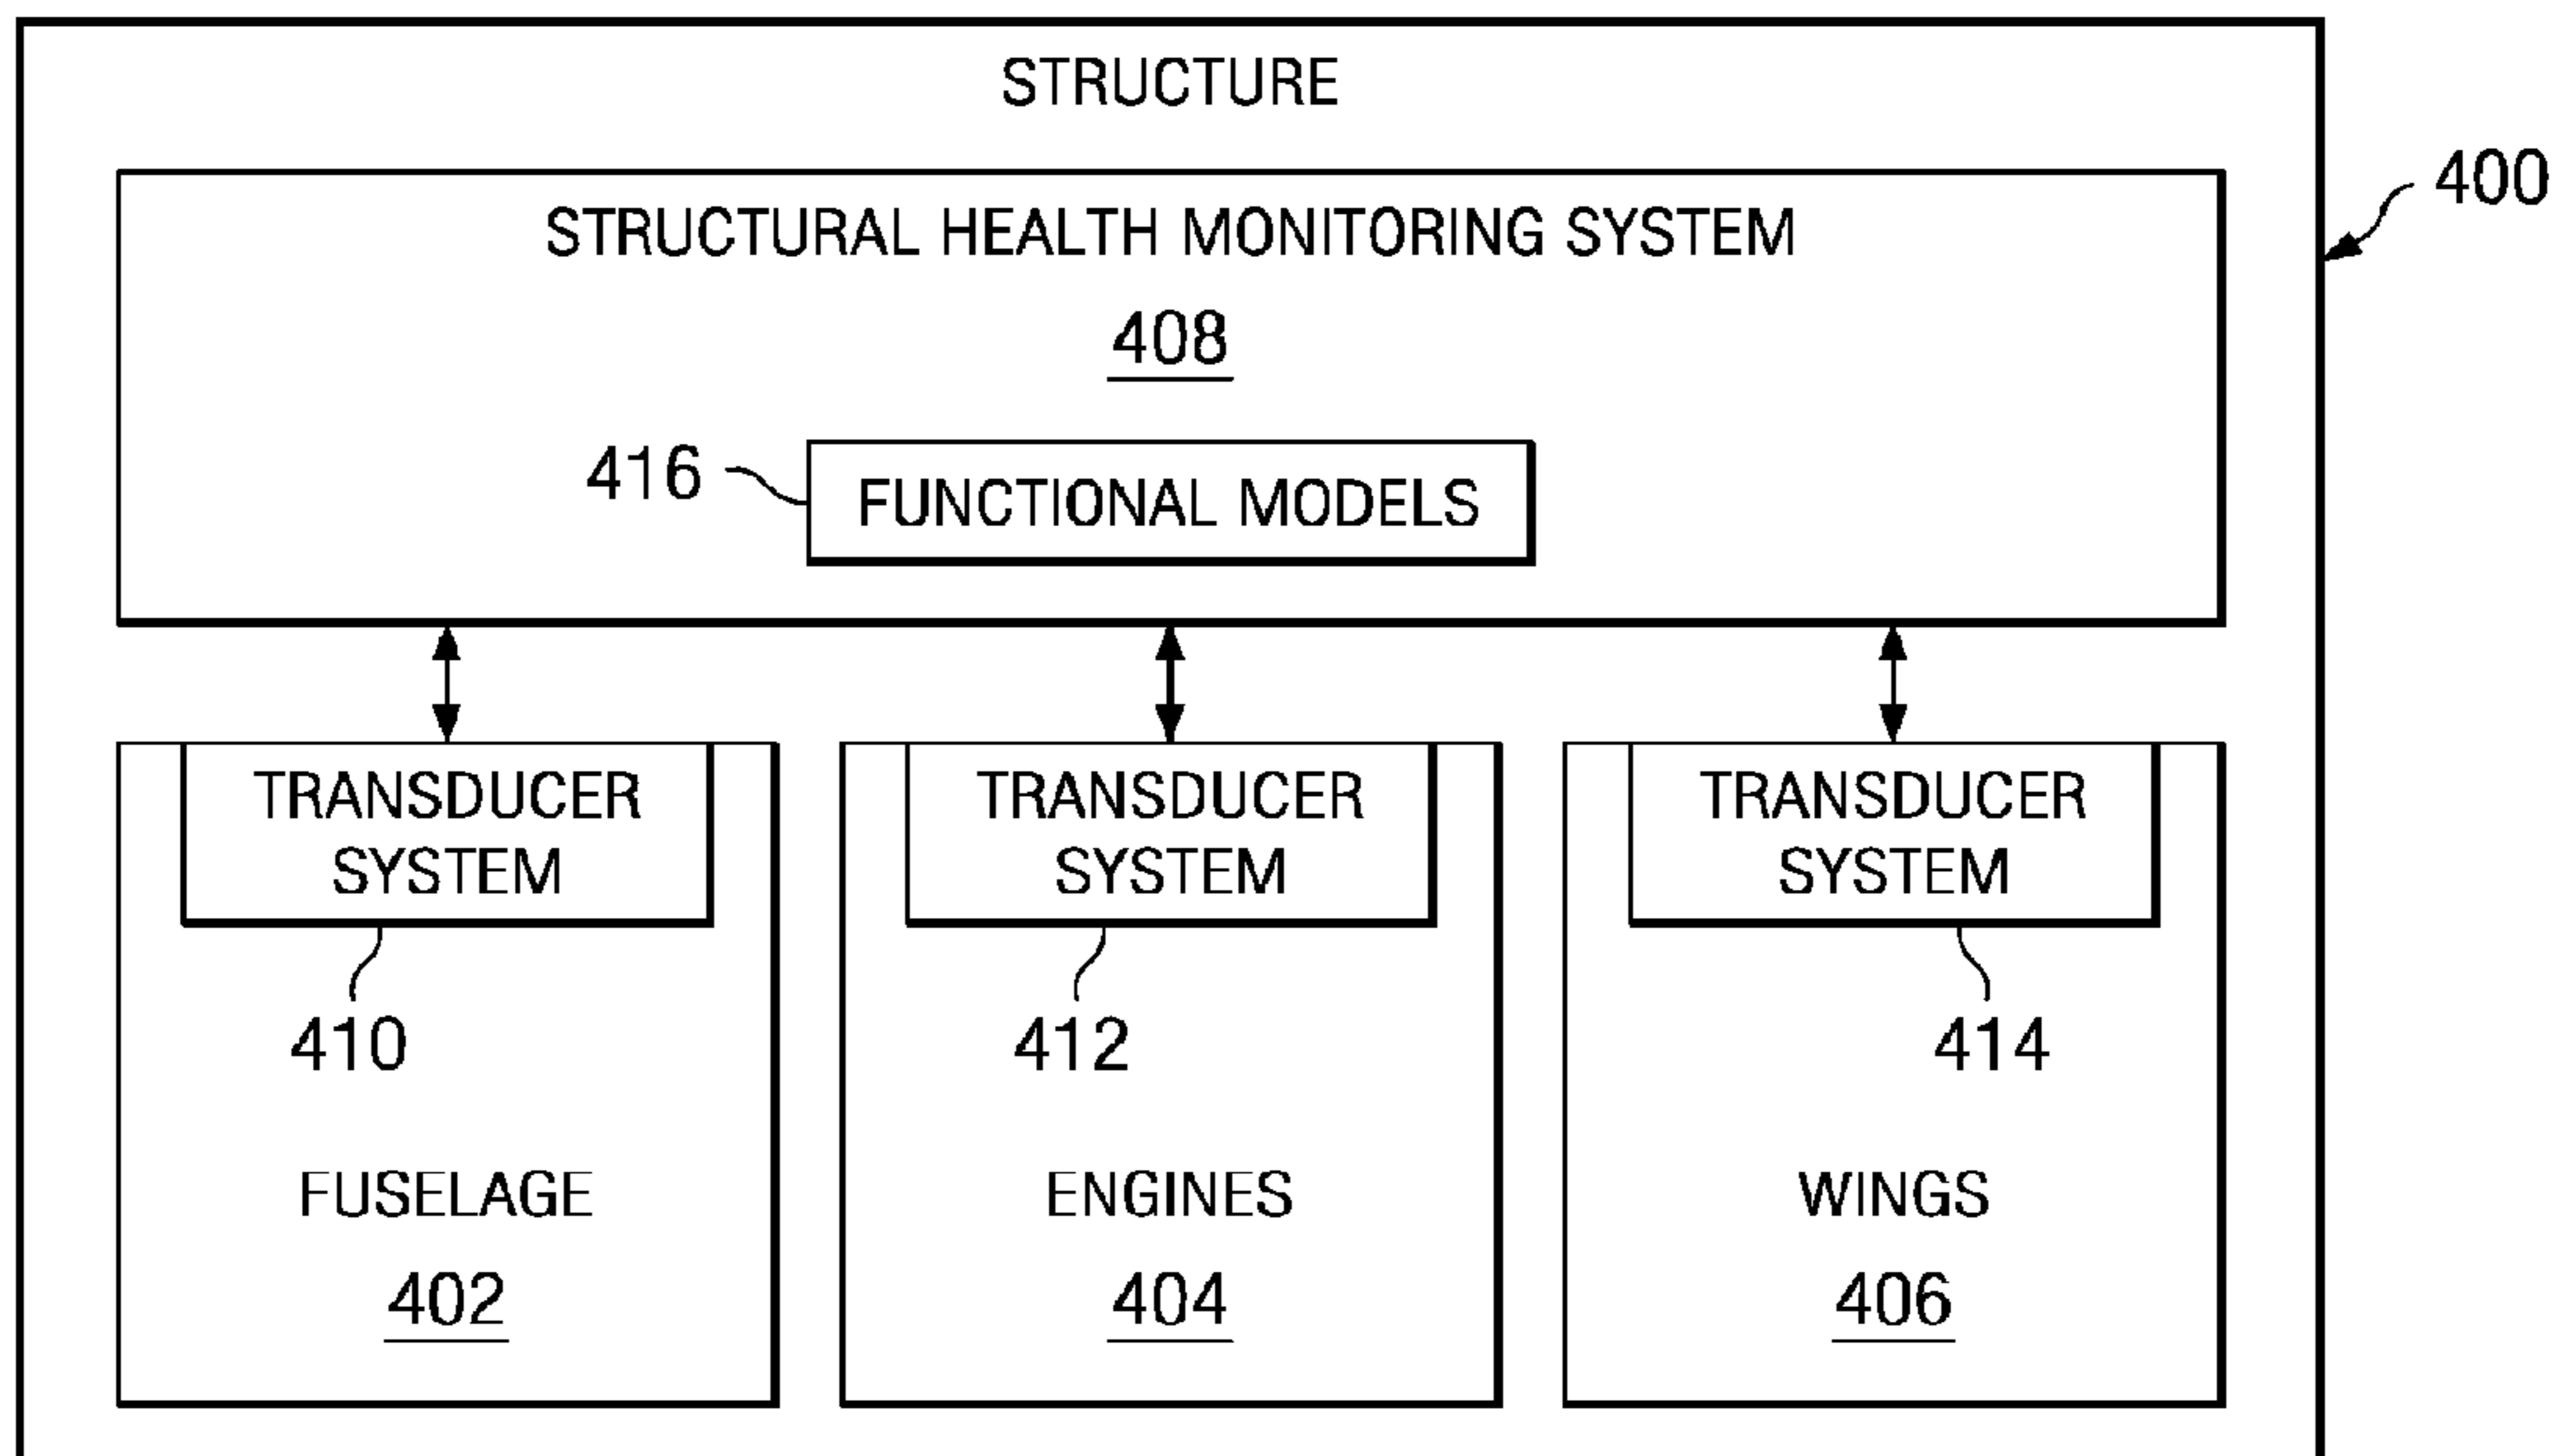 STRUCTURE
400
STRUCTURAL HEALTH MONITORING SYSTEM
408
416
FUNCTIONAL MODELS
TRANSDUCER
SYSTEM
410
FUSELAGE
402
TRANSDUCER
SYSTEM
412
ENGINES
404
TRANSDUCER
SYSTEM
414
WINGS
406